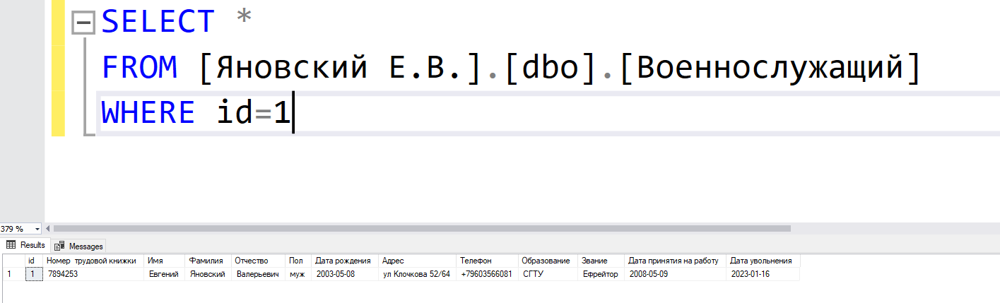 SELECT *
FROM [Яновский Е.В.].[dbo].[Военнослужащий]
WHERE id=1
379 %
Results Messages
id Номер трудовой книжки Имя Фамилия Отчество Пол Дата рождения Адрес Телефон Образование Звание Дата принятия на работу Дата увольнения
1 1 7894253 Евгений Яновский Валерьевич муж 2003-05-08 ул Клочкова 52/64 +79603566081 СГТУ Ефрейтор 2008-05-09 2023-01-16